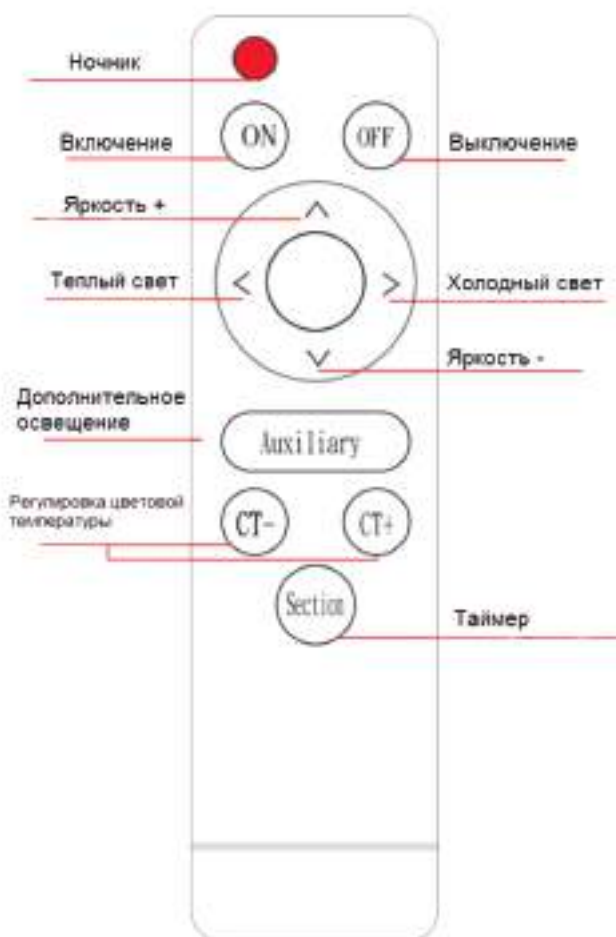 Ночник
Включение
ON
OFF
Выключение
Яркость +
Теплый свет
Холодный свет
Яркость -
Дополнительное
освещение
Auxiliary
Регулировка цветовой
температуры
CT-
CT+
Section
Таймер